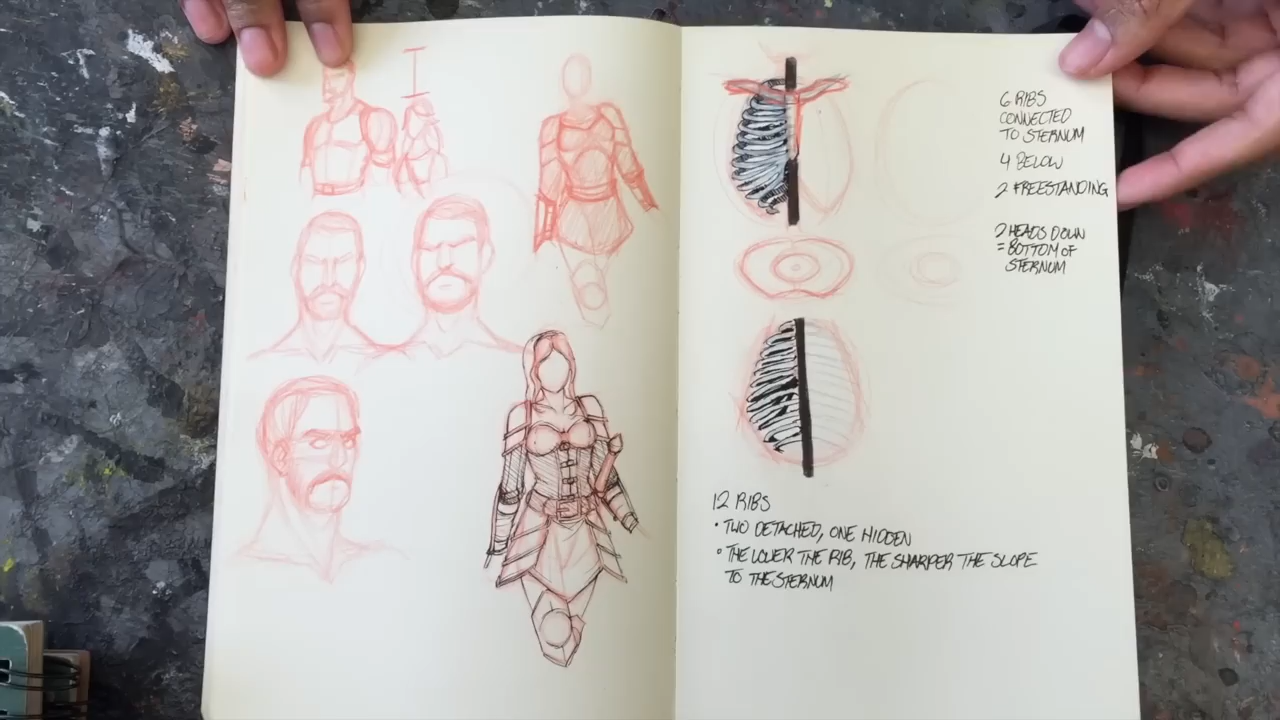 6 RIBS
CONNECTED
TO STERNUM
4 BELOW
2 FREESTANDING
2 HEADS DOWN
= BOTTOM OF
STERNUM
12 RIBS
• TWO DETACHED, ONE HIDDEN
• THE LOWER THE RIB, THE SHARPER THE SLOPE
TO THE STERNUM